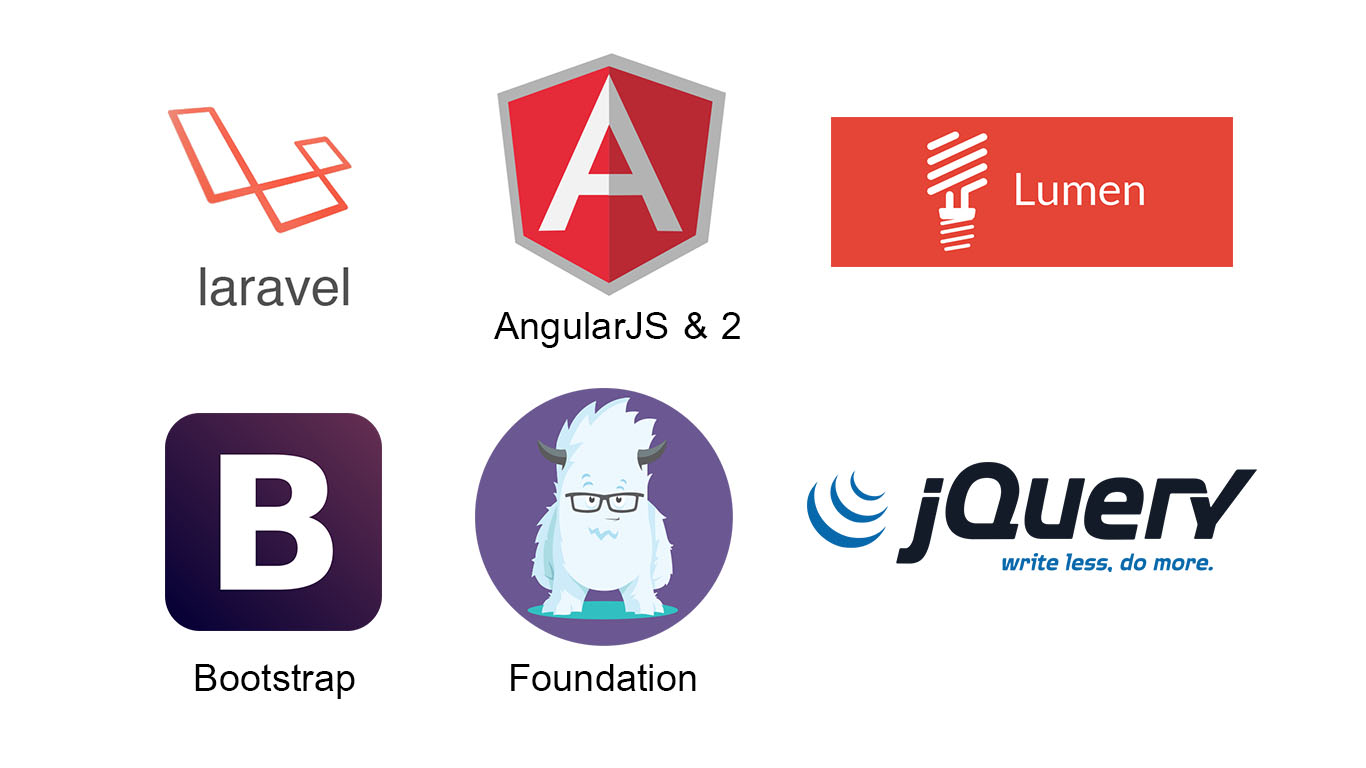 laravel
A
AngularJS & 2
Lumen
B
Bootstrap
Foundation
jQuery
write less, do more.